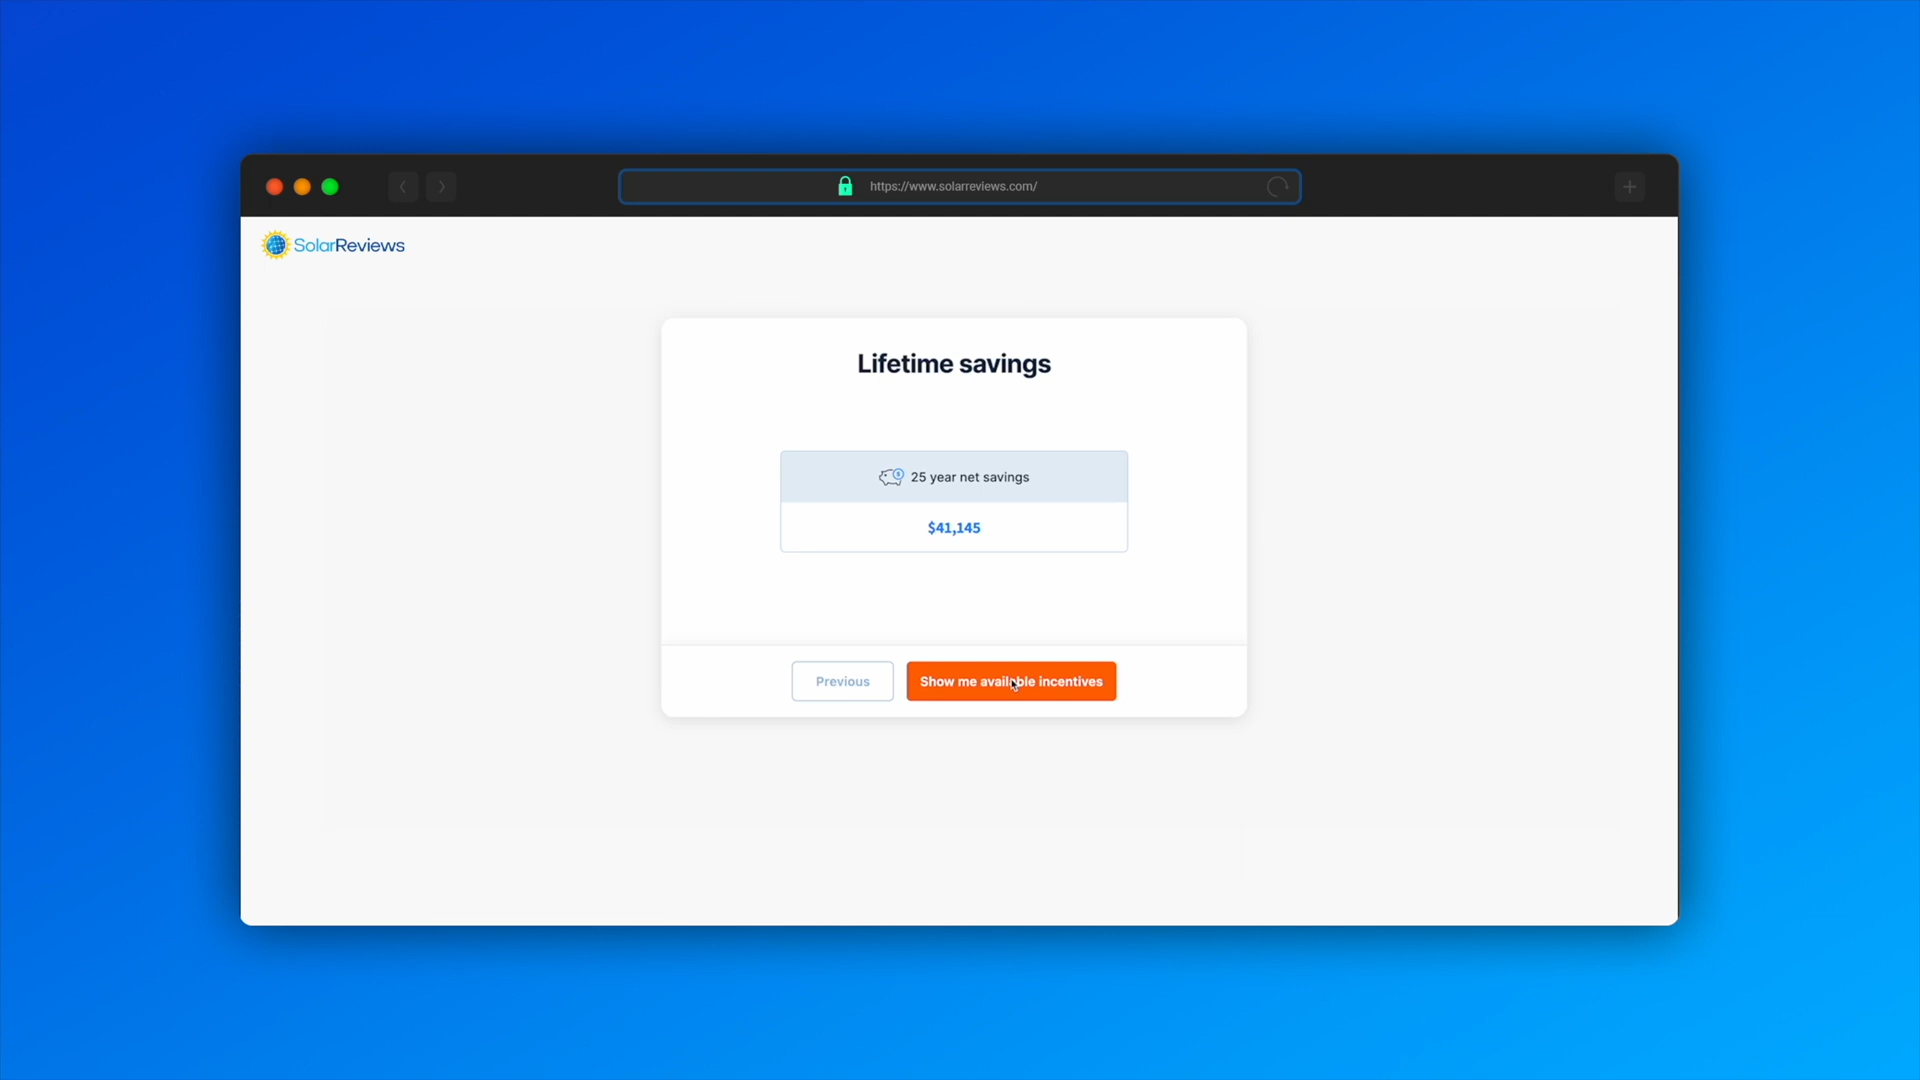 https://www.solarreviews.com/
SolarReviews
Lifetime savings
25 year net savings
$41,145
Previous
Show me available incentives